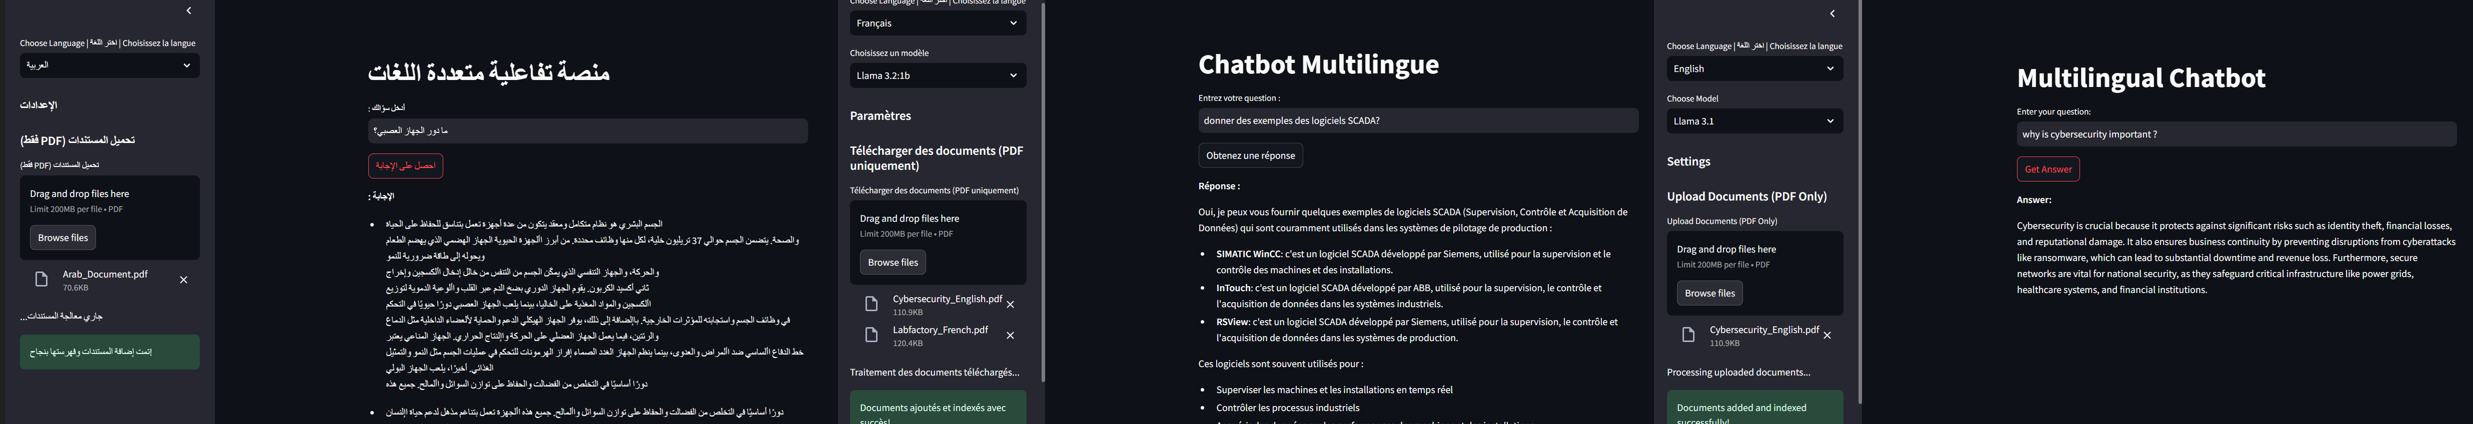 Choose Language | اختر اللغة | Choisissez la langue
العربية
الإعدادات
تحميل المستندات (PDF فقط)
تحميل المستندات (PDF فقط)
Drag and drop files here
Limit 200MB per file • PDF
Browse files
Arab_Document.pdf
70.6KB
جاري معالجة المستندات...
إتمت إضافة المستندات وفهرستها بنجاح
منصة تفاعلية متعددة اللغات
أدخل سؤالك :
ما دور الجهاز العصبي؟
احصل على الإجابة
الإجابة :
الجسم البشري هو نظام متكامل ومعقد يتكون من عدة أجهزة تعمل بتناسق للحفاظ على الحياة
والصحة. يتضمن الجسم حوالي 37 تريليون خلية، لكل منها وظائف محددة. من أبرز األجهزة الحيوية الجهاز الهضمي الذي يهضم الطعام
ويحوله إلى طاقة ضرورية للنمو
والحركة، والجهاز التنفسي الذي يمكّن الجسم من التنفس من خالل إدخال األكسجين وإخراج
ثاني أكسيد الكربون. يقوم الجهاز الدوري بضخ الدم عبر القلب واألوعية الدموية لتوزيع
األكسجين والمواد المغذية على الخاليا، بينما يلعب الجهاز العصبي دورًا حيويًا في التحكم
في وظائف الجسم واستجابته للمؤثرات الخارجية. باإلضافة إلى ذلك، يوفر الجهاز الهيكلي الدعم والحماية لألعضاء الداخلية مثل الدماغ
والرئتين، فيما يعمل الجهاز العضلي على الحركة واإلنتاج الحراري. الجهاز المناعي يعتبر
خط الدفاع األساسي ضد األمراض والعدوى، بينما ينظم الجهاز الغدد الصماء إفراز الهرمونات للتحكم في عمليات الجسم مثل النمو والتمثيل
الغذائي. أخيرًا، يلعب الجهاز البولي
دورًا أساسيًا في التخلص من الفضالت والحفاظ على توازن السوائل واألمالح. جميع هذه
دورًا أساسيًا في التخلص من الفضالت والحفاظ على توازن السوائل واألمالح. جميع هذه األجهزة تعمل بتناغم مذهل لدعم حياة اإلنسان
Choose Language | اختر اللغة | Choisissez la langue
Français
Choisissez un modèle
Llama 3.2:1b
Paramètres
Télécharger des documents (PDF
uniquement)
Télécharger des documents (PDF uniquement)
Drag and drop files here
Limit 200MB per file • PDF
Browse files
Cybersecurity_English.pdf
110.9KB
Labfactory_French.pdf
120.4KB
Traitement des documents téléchargés...
Documents ajoutés et indexés avec
succès!
Chatbot Multilingue
Entrez votre question :
donner des exemples des logiciels SCADA?
Obtenez une réponse
Réponse :
Oui, je peux vous fournir quelques exemples de logiciels SCADA (Supervision, Contrôle et Acquisition de
Données) qui sont couramment utilisés dans les systèmes de pilotage de production :
SIMATIC WinCC: c'est un logiciel SCADA développé par Siemens, utilisé pour la supervision et le
contrôle des machines et des installations.
InTouch: c'est un logiciel SCADA développé par ABB, utilisé pour la supervision, le contrôle et
l'acquisition de données dans les systèmes industriels.
RSView: c'est un logiciel SCADA développé par Siemens, utilisé pour la supervision, le contrôle et
l'acquisition de données dans les systèmes de production.
Ces logiciels sont souvent utilisés pour :
Superviser les machines et les installations en temps réel
Contrôler les processus industriels
Choose Language | اختر اللغة | Choisissez la langue
English
Choose Model
Llama 3.1
Settings
Upload Documents (PDF Only)
Upload Documents (PDF Only)
Drag and drop files here
Limit 200MB per file • PDF
Browse files
Cybersecurity_English.pdf
110.9KB
Processing uploaded documents...
Documents added and indexed
successfully!
Multilingual Chatbot
Enter your question:
why is cybersecurity important ?
Get Answer
Answer:
Cybersecurity is crucial because it protects against significant risks such as identity theft, financial losses,
and reputational damage. It also ensures business continuity by preventing disruptions from cyberattacks
like ransomware, which can lead to substantial downtime and revenue loss. Furthermore, secure
networks are vital for national security, as they safeguard critical infrastructure like power grids,
healthcare systems, and financial institutions.